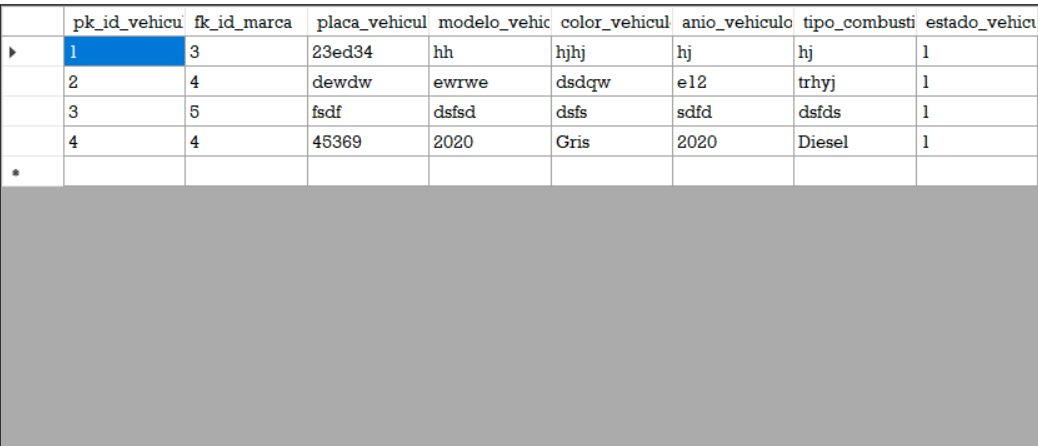 pk_id_vehicul fk_id_marca placa_vehicul modelo_vehic color_vehicul anio_vehiculo tipo_combusti estado_vehicu
1 3 23ed34 hh hjhj hj hj 1
2 4 dewdw ewrwe dsdqw e12 trhyj 1
3 5 fsdf dsfsd dsfs sdfd dsfds 1
4 4 45369 2020 Gris 2020 Diesel 1